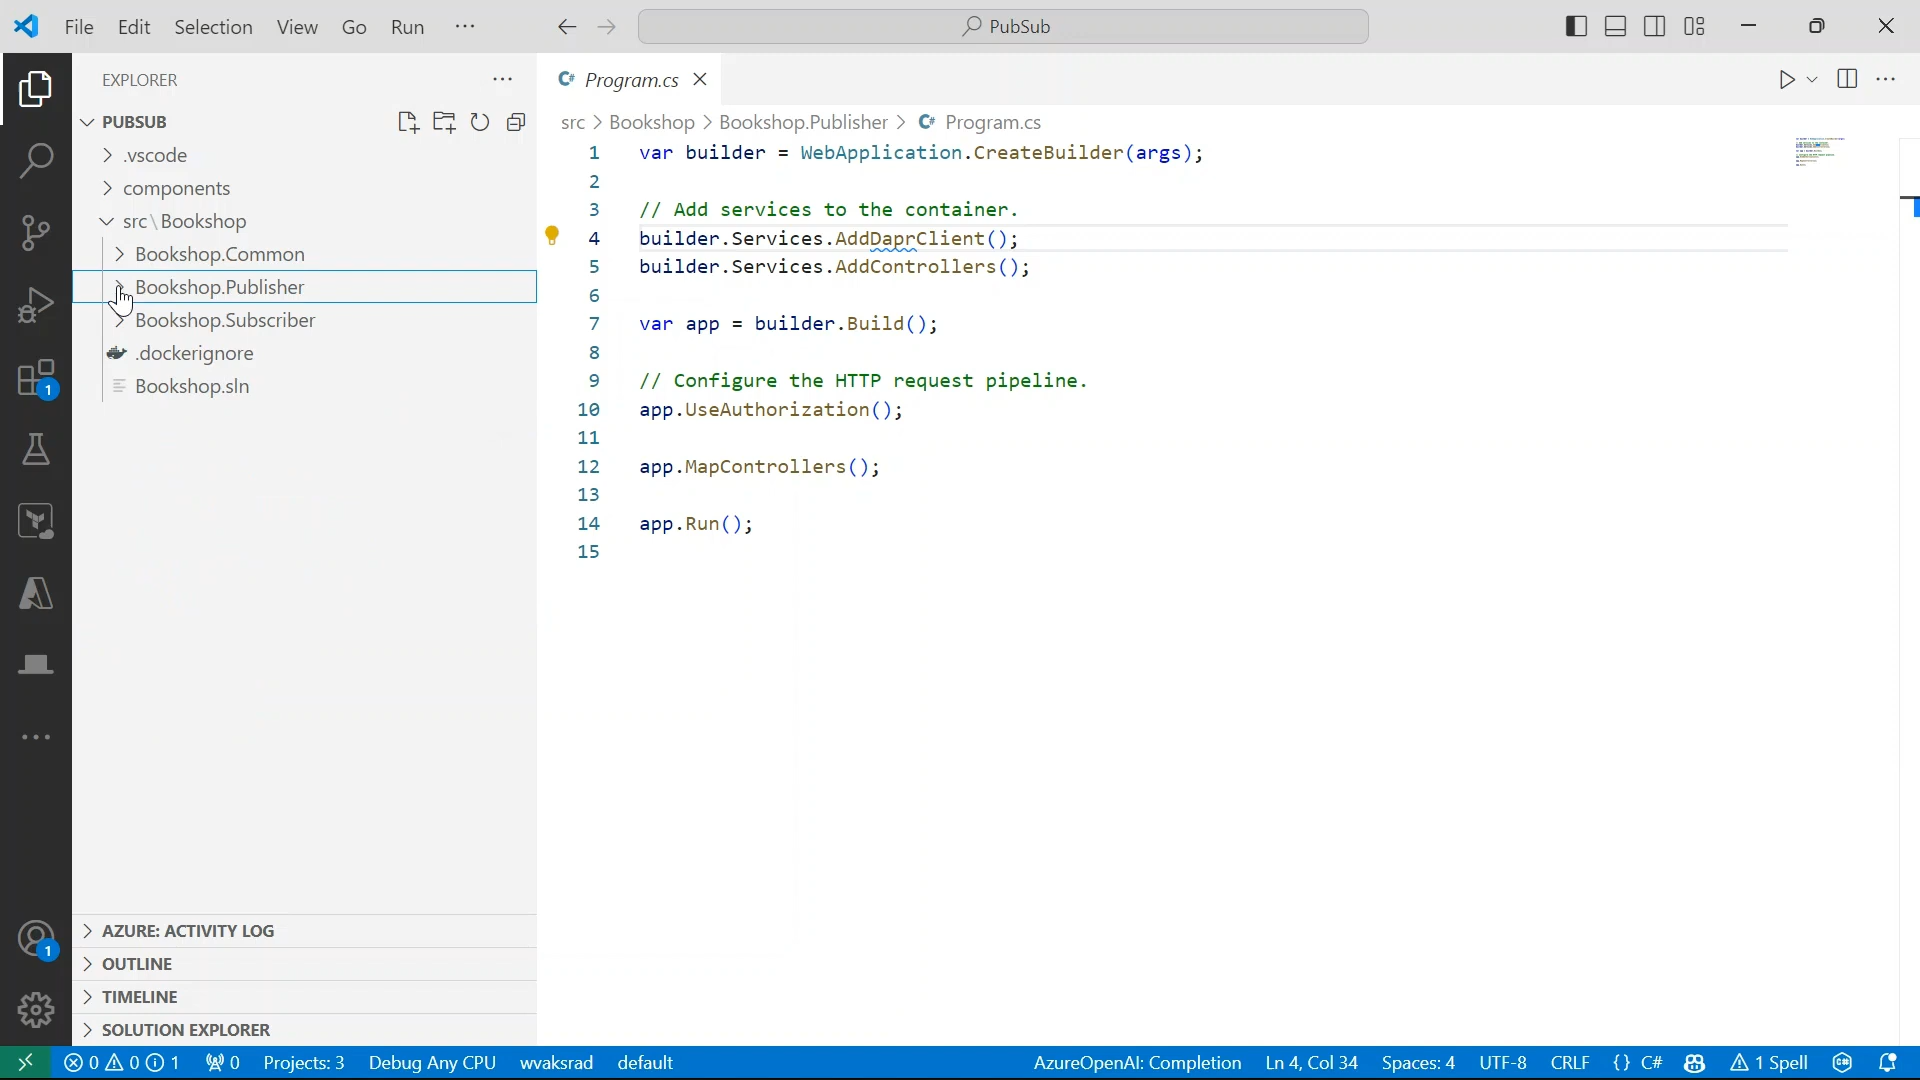 File Edit Selection View Go Run ···
PubSub
EXPLORER
PUBSUB
.vscode
components
src\Bookshop
Bookshop.Common
Bookshop.Publisher
Bookshop.Subscriber
.dockerignore
Bookshop.sln
AZURE: ACTIVITY LOG
OUTLINE
TIMELINE
SOLUTION EXPLORER
1
1
C# Program.cs
src > Bookshop > Bookshop.Publisher > C# Program.cs
1 var builder = WebApplication.CreateBuilder(args);
2
3 // Add services to the container.
4 builder.Services.AddDaprClient();
5 builder.Services.AddControllers();
6
7 var app = builder.Build();
8
9 // Configure the HTTP request pipeline.
10 app.UseAuthorization();
11
12 app.MapControllers();
13
14 app.Run();
15
0 0 1 0 Projects: 3 Debug Any CPU wvaksrad default AzureOpenAI: Completion Ln 4, Col 34 Spaces: 4 UTF-8 CRLF {} C# 1 Spell